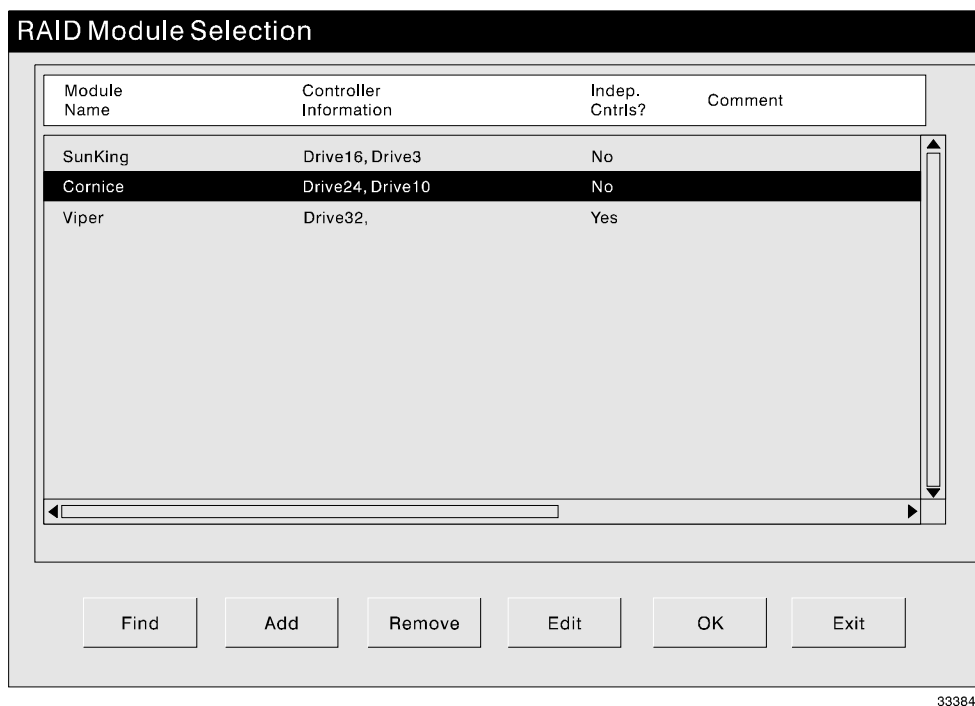 RAID Module Selection
Module Name Controller Information Indep. Cntrls? Comment
SunKing Drive16, Drive3 No
Cornice Drive24, Drive10 No
Viper Drive32, Yes
Find Add Remove Edit OK Exit
33384